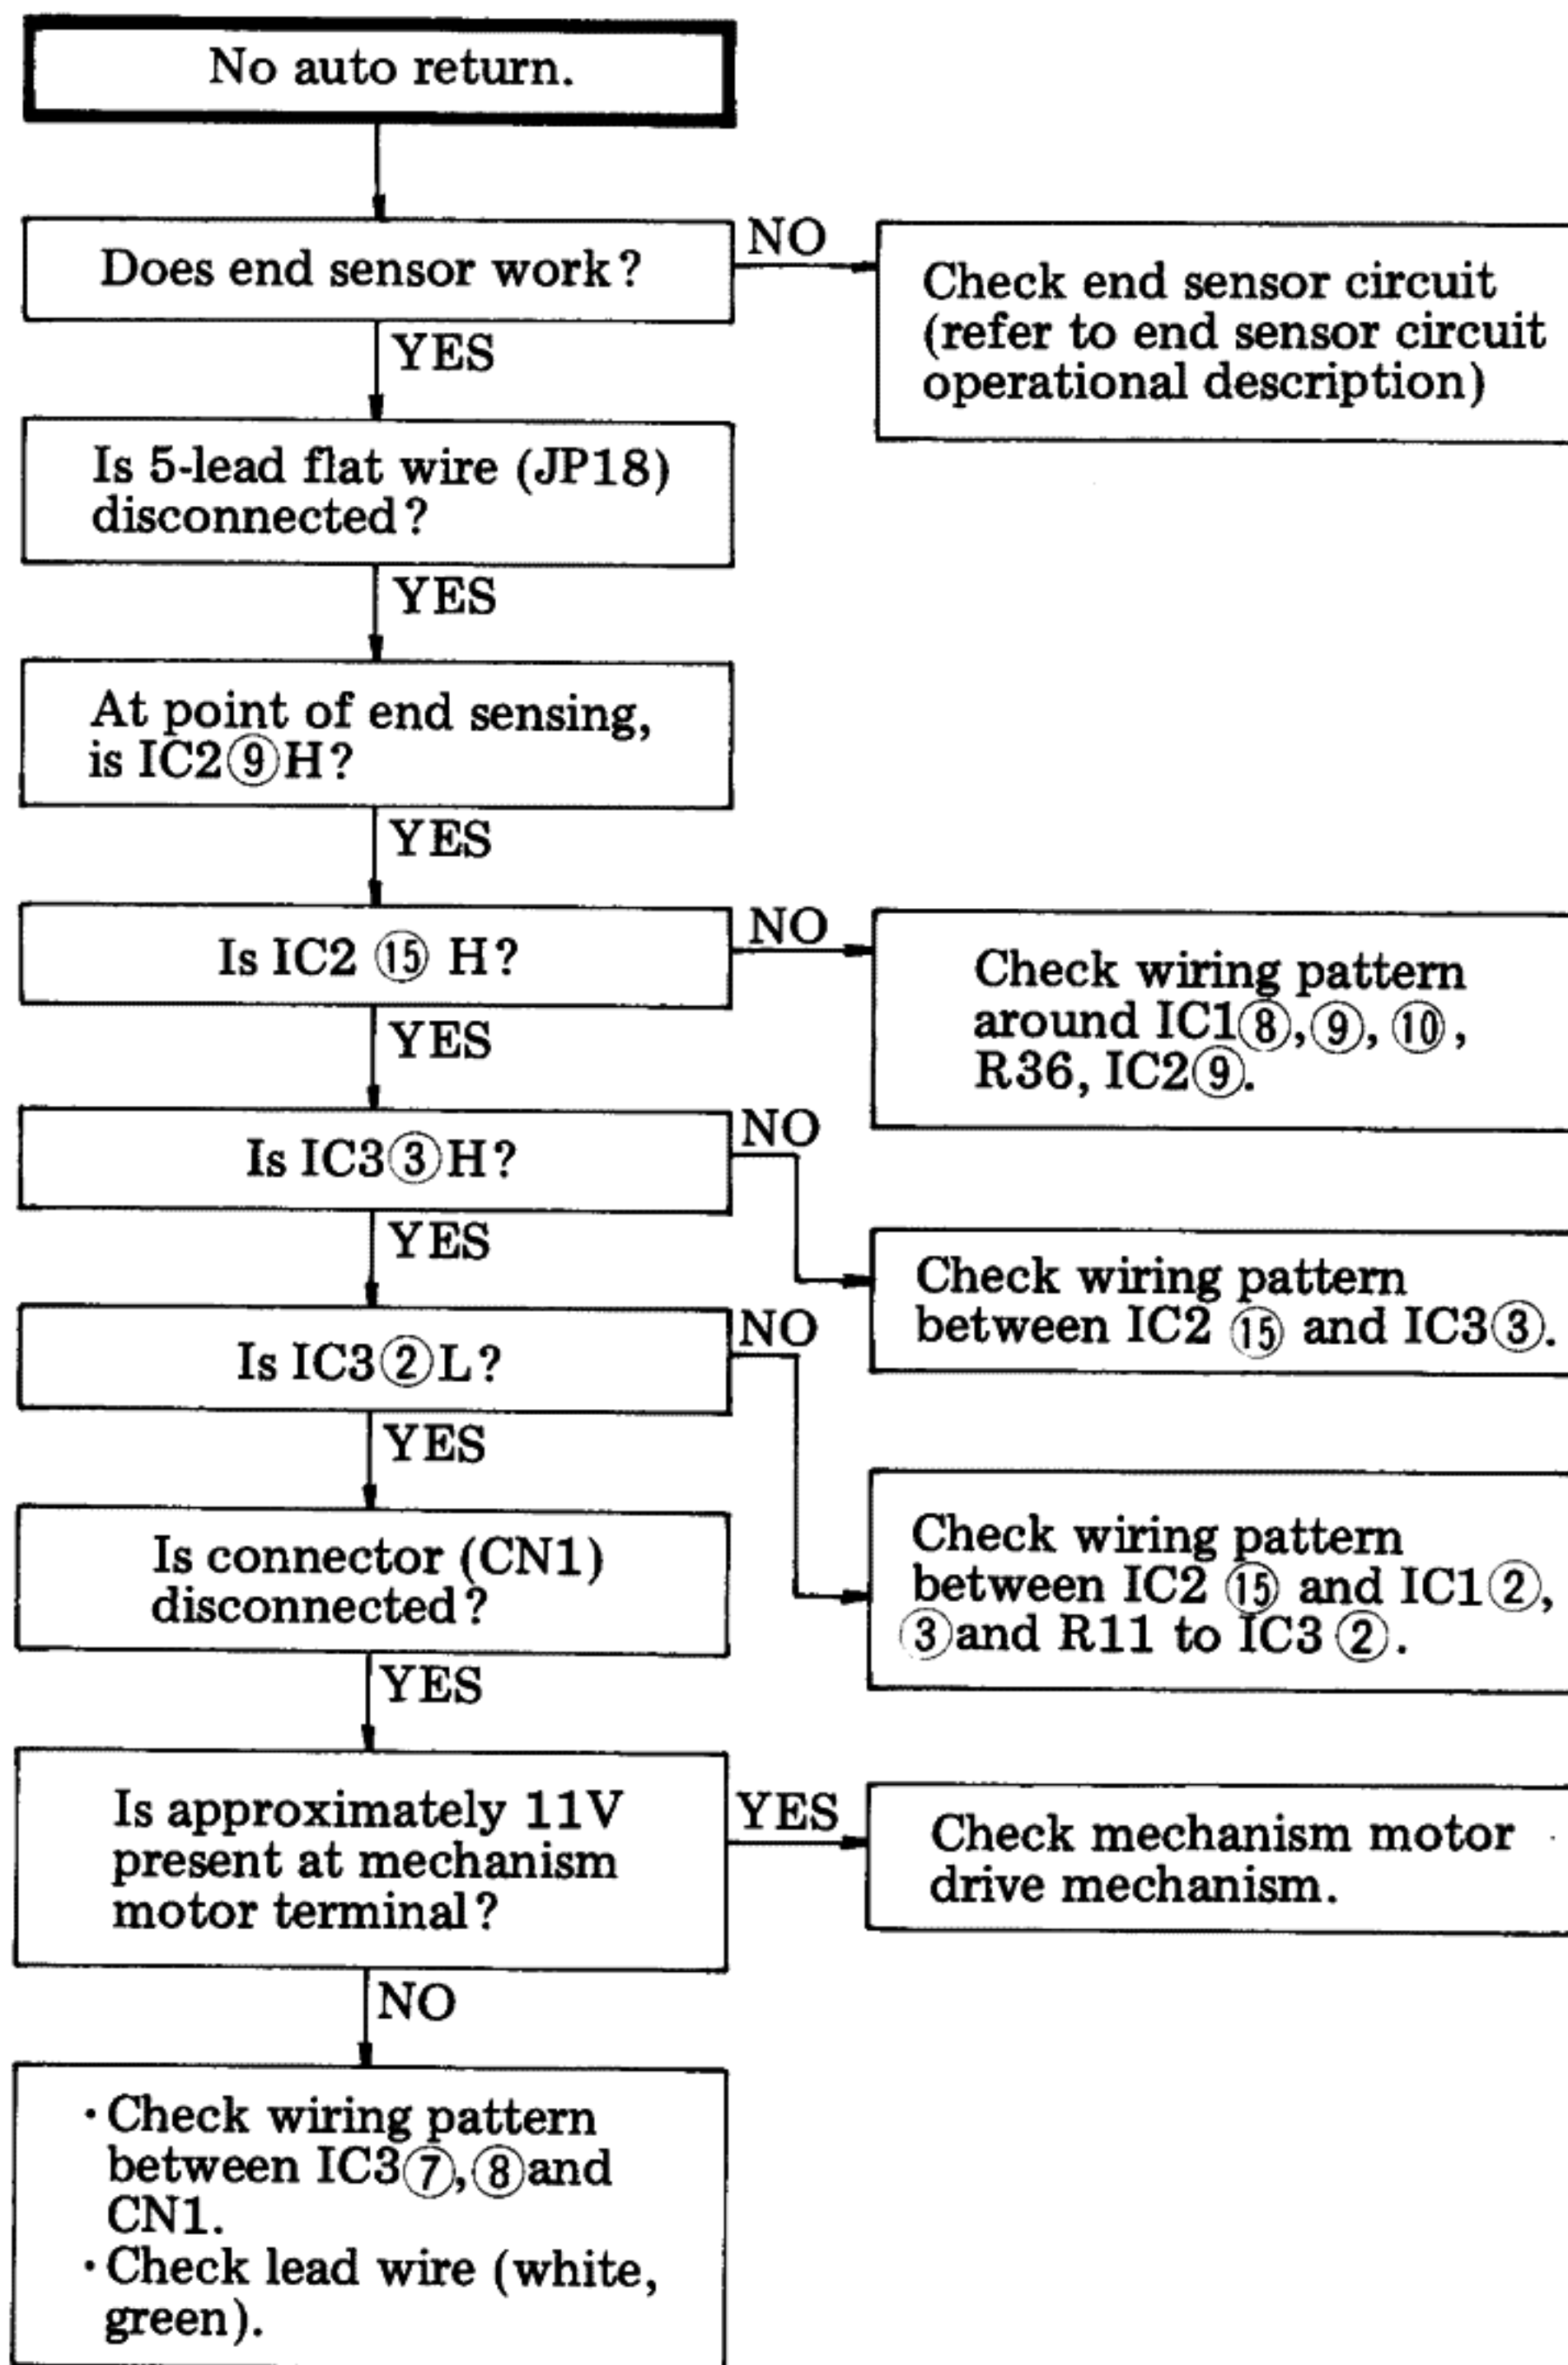 No auto return.
Does end sensor work?
NO
Check end sensor circuit
(refer to end sensor circuit
operational description)
YES
Is 5-lead flat wire (JP18)
disconnected?
YES
At point of end sensing,
is IC2⑨H?
YES
Is IC2 ⑮ H?
NO
Check wiring pattern
around IC1⑧,⑨, ⑩,
R36, IC2⑨.
YES
Is IC3③H?
NO
Check wiring pattern
between IC2 ⑮ and IC3③.
YES
Is IC3②L?
NO
Check wiring pattern
between IC2 ⑮ and IC1②,
③and R11 to IC3②.
YES
Is connector (CN1)
disconnected?
YES
Is approximately 11V
present at mechanism
motor terminal?
YES
Check mechanism motor
drive mechanism.
NO
·Check wiring pattern
between IC3⑦,⑧and
CN1.
·Check lead wire (white,
green).